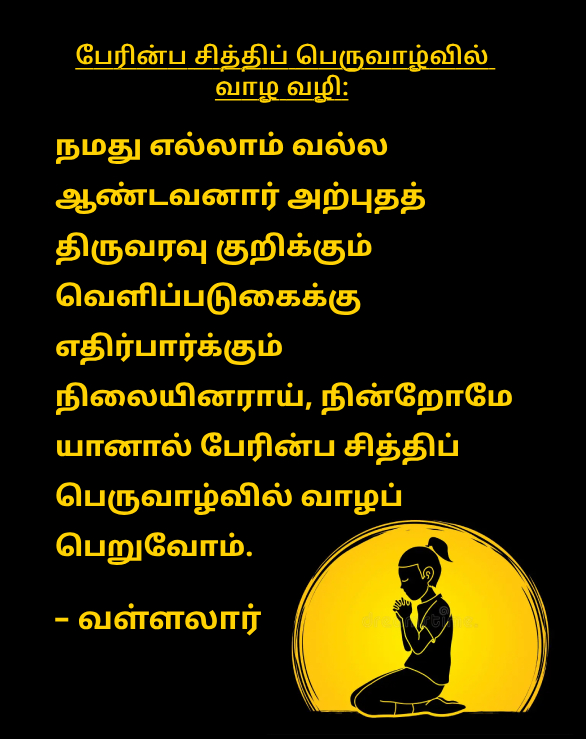 பேரின்ப சித்திப் பெருவாழ்வில்
வாழ வழி:
நமது எல்லாம் வல்ல
ஆண்டவனார் அற்புதத்
திருவரவு குறிக்கும்
வெளிப்படுகைக்கு
எதிர்பார்க்கும்
நிலையினராய், நின்றோமே
யானால் பேரின்ப சித்திப்
பெருவாழ்வில் வாழப்
பெறுவோம்.
– வள்ளலார்